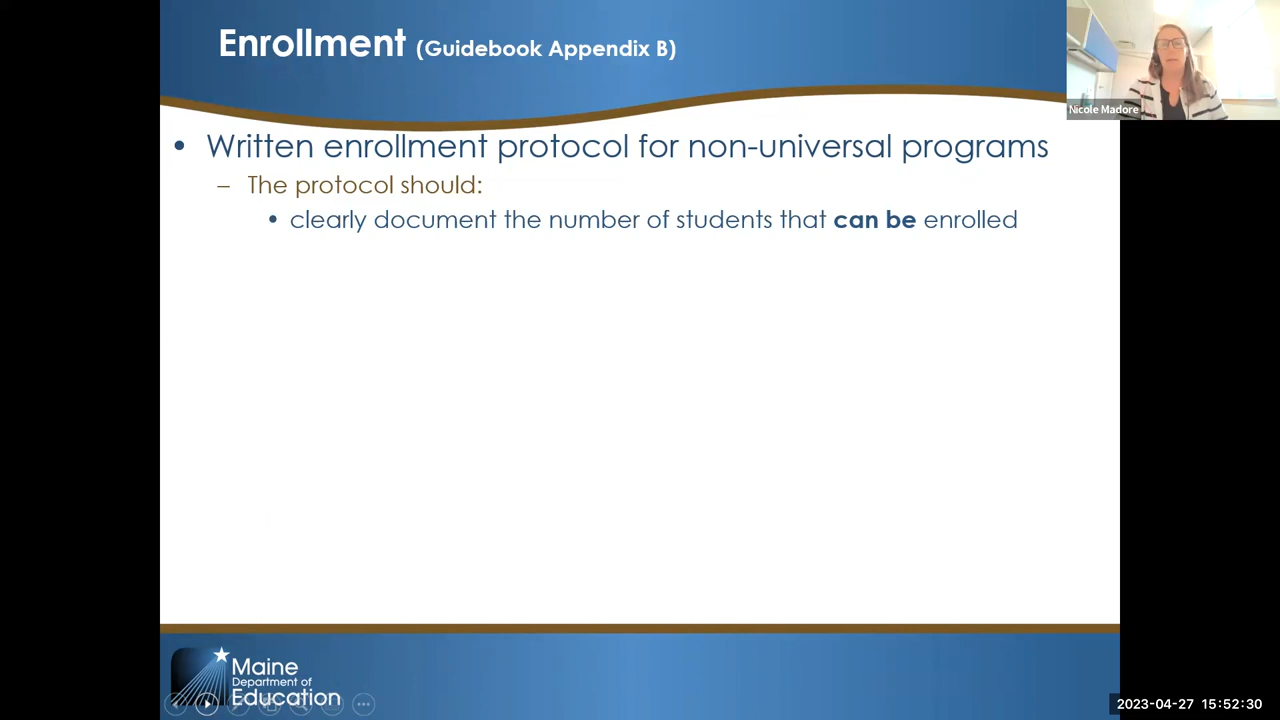 Enrollment (Guidebook Appendix B)
Nicole Madore
• Written enrollment protocol for non-universal programs
– The protocol should:
• clearly document the number of students that can be enrolled
Maine
Department of
Education
2023-04-27 15:52:30